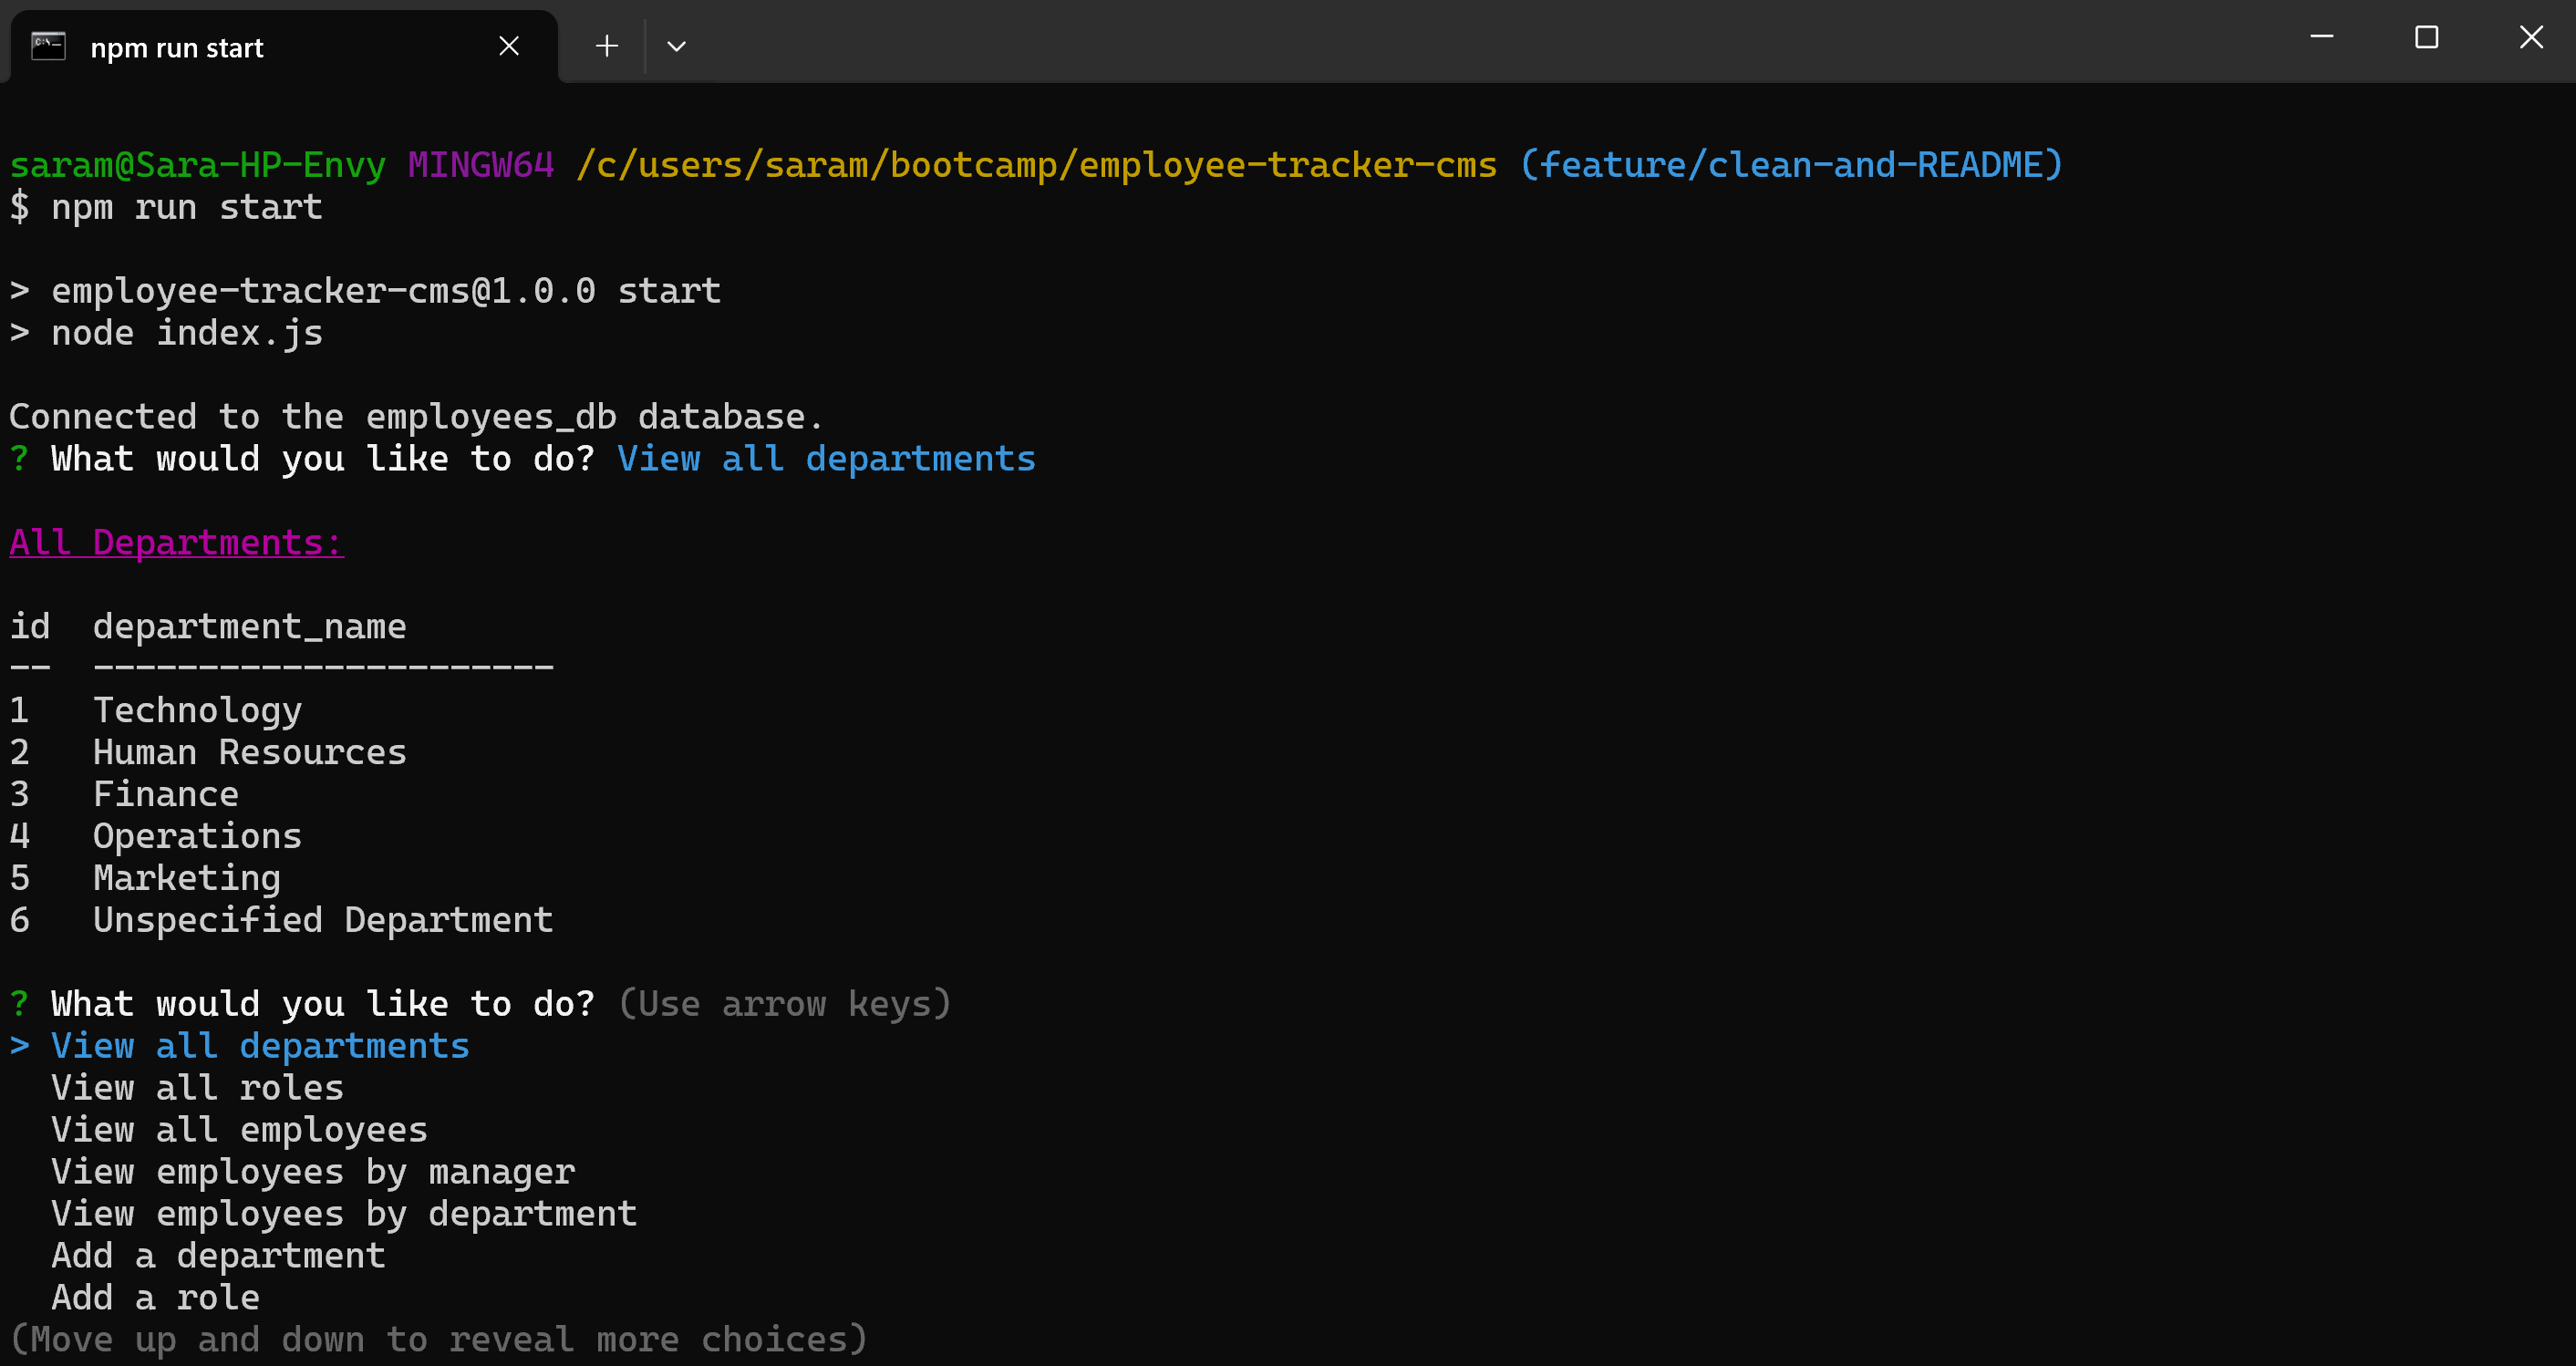 npm run start
saram@Sara-HP-Envy MINGW64 /c/users/saram/bootcamp/employee-tracker-cms (feature/clean-and-README)
$ npm run start
> employee-tracker-cms@1.0.0 start
> node index.js
Connected to the employees_db database.
? What would you like to do? View all departments
All Departments:
id  department_name
--  ----------------------
1   Technology
2   Human Resources
3   Finance
4   Operations
5   Marketing
6   Unspecified Department
? What would you like to do? (Use arrow keys)
> View all departments
  View all roles
  View all employees
  View employees by manager
  View employees by department
  Add a department
  Add a role
(Move up and down to reveal more choices)